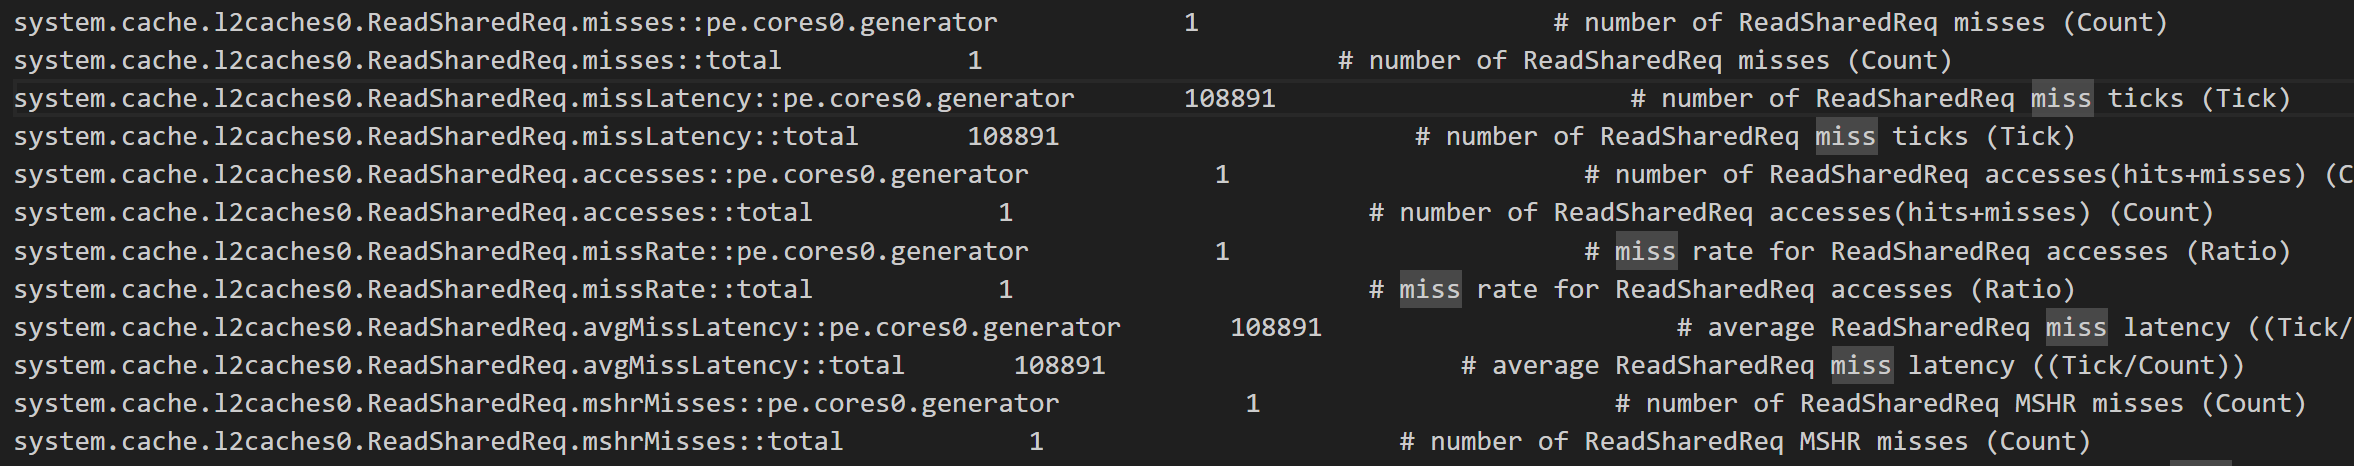 system.cache.l2caches0.ReadSharedReq.misses::pe.cores0.generator 1 # number of ReadSharedReq misses (Count)
system.cache.l2caches0.ReadSharedReq.misses::total 1 # number of ReadSharedReq misses (Count)
system.cache.l2caches0.ReadSharedReq.missLatency::pe.cores0.generator 108891 # number of ReadSharedReq miss ticks (Tick)
system.cache.l2caches0.ReadSharedReq.missLatency::total 108891 # number of ReadSharedReq miss ticks (Tick)
system.cache.l2caches0.ReadSharedReq.accesses::pe.cores0.generator 1 # number of ReadSharedReq accesses(hits+misses) (C
system.cache.l2caches0.ReadSharedReq.accesses::total 1 # number of ReadSharedReq accesses(hits+misses) (Count)
system.cache.l2caches0.ReadSharedReq.missRate::pe.cores0.generator 1 # miss rate for ReadSharedReq accesses (Ratio)
system.cache.l2caches0.ReadSharedReq.missRate::total 1 # miss rate for ReadSharedReq accesses (Ratio)
system.cache.l2caches0.ReadSharedReq.avgMissLatency::pe.cores0.generator 108891 # average ReadSharedReq miss latency ((Tick/
system.cache.l2caches0.ReadSharedReq.avgMissLatency::total 108891 # average ReadSharedReq miss latency ((Tick/Count))
system.cache.l2caches0.ReadSharedReq.mshrMisses::pe.cores0.generator 1 # number of ReadSharedReq MSHR misses (Count)
system.cache.l2caches0.ReadSharedReq.mshrMisses::total 1 # number of ReadSharedReq MSHR misses (Count)